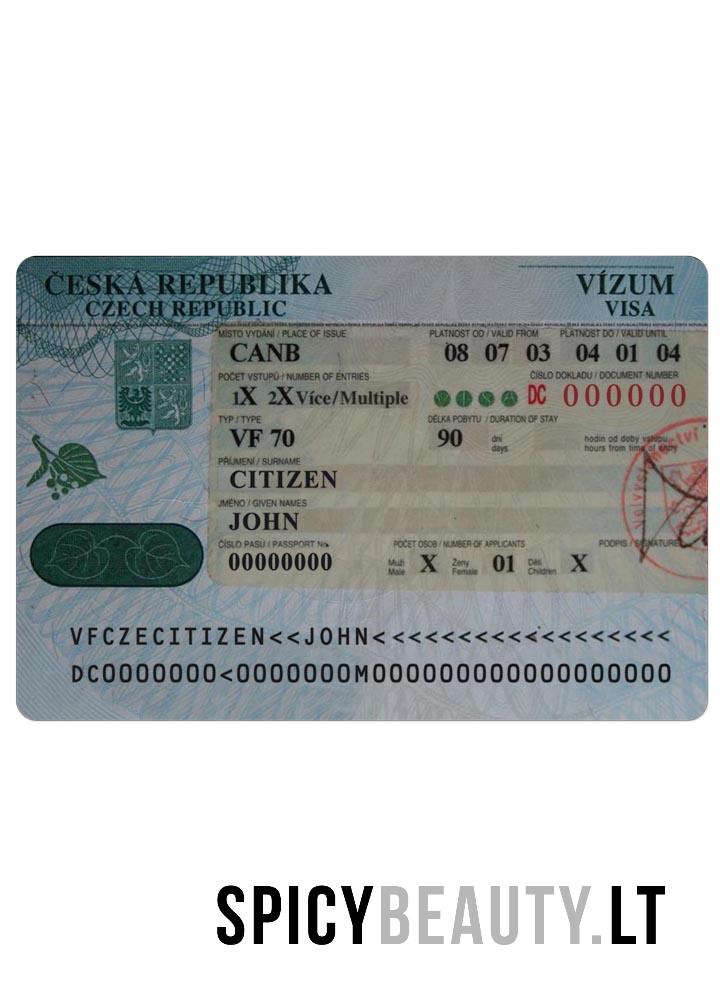 ČESKÁ REPUBLIKA
CZECH REPUBLIC
VÍZUM
VISA
MÍSTO VYDÁNÍ / PLACE OF ISSUE
CANB
PLATNOST OD / VALID FROM PLATNOST DO / VALID UNTIL
08 07 03 04 01 04
POČET VSTUPŮ / NUMBER OF ENTRIES
1X 2X Více/Multiple
ČÍSLO DOKLADU / DOCUMENT NUMBER
DC 000000
TYP / TYPE
VF 70
DÉLKA POBYTU / DURATION OF STAY
90 dni
days
hodin od doby vstupu
hours from time of entry
PŘÍJMENÍ / SURNAME
CITIZEN
JMÉNO / GIVEN NAMES
JOHN
ČÍSLO PASU / PASSPORT No.
00000000
POČET OSOB / NUMBER OF APPLICANTS
Muži X Ženy 01 Děti X
Male Female Children
PODPIS / SIGNATURE
VFCZECITIZEN<<JOHN<<<<<<<<<<<<<<<<<<
DC0000000<0000000M000000000000000000
SPICYBEAUTY.LT